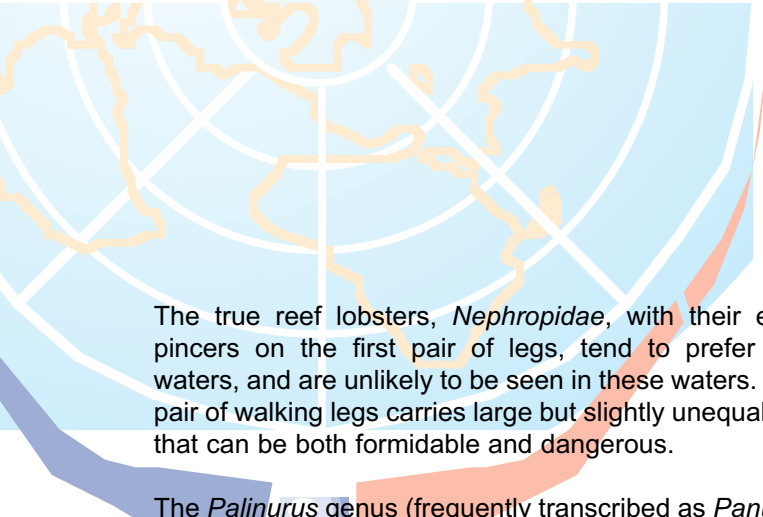 The true reef lobsters, Nephropidae, with their
pincers on the first pair of legs, tend to prefer
waters, and are unlikely to be seen in these waters.
pair of walking legs carries large but slightly unequal
that can be both formidable and dangerous.
The Palinurus genus (frequently transcribed as